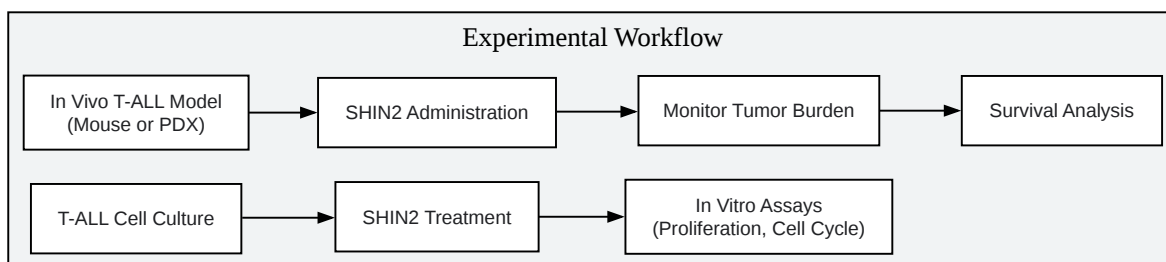 Experimental Workflow
In Vivo T-ALL Model
(Mouse or PDX)
SHIN2 Administration
Monitor Tumor Burden
Survival Analysis
T-ALL Cell Culture
SHIN2 Treatment
In Vitro Assays
(Proliferation, Cell Cycle)